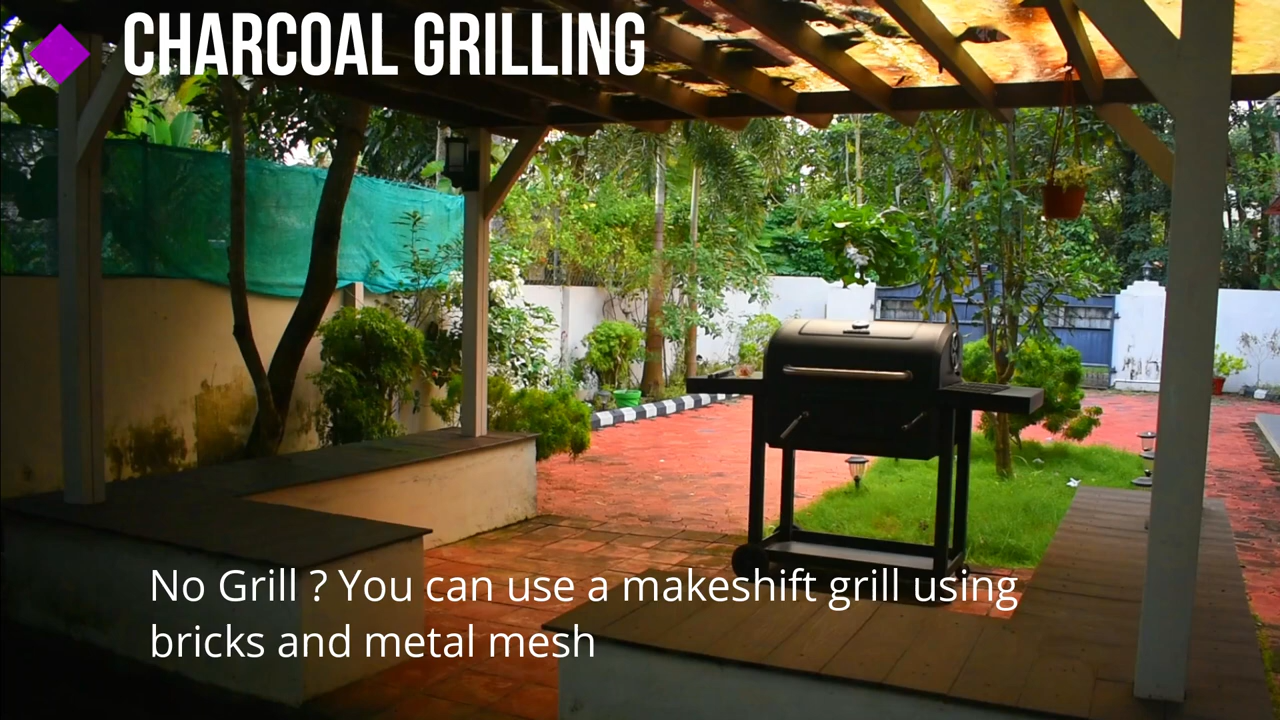 CHARCOAL GRILLING
No Grill ? You can use a makeshift grill using
bricks and metal mesh